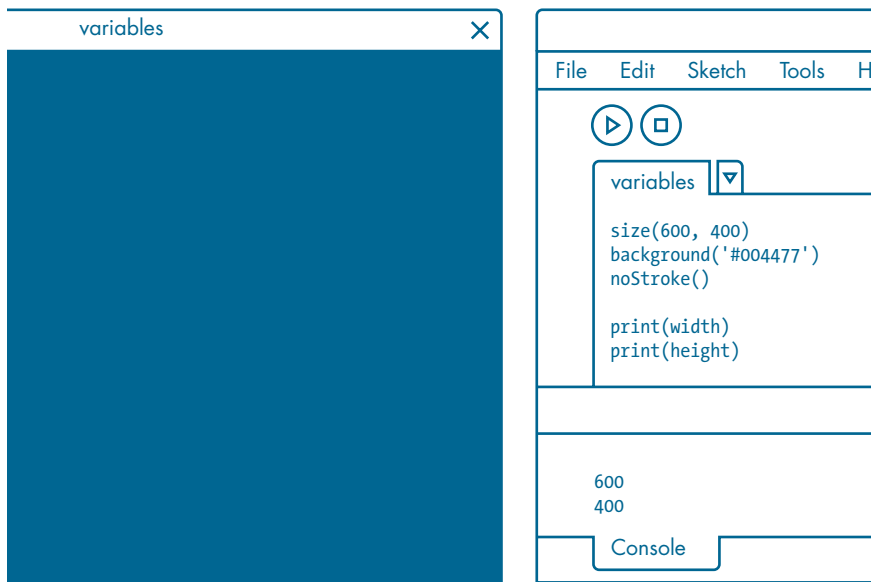 variables
File Edit Sketch Tools H
variables
size(600, 400)
background('#004477')
noStroke()
print(width)
print(height)
600
400
Console